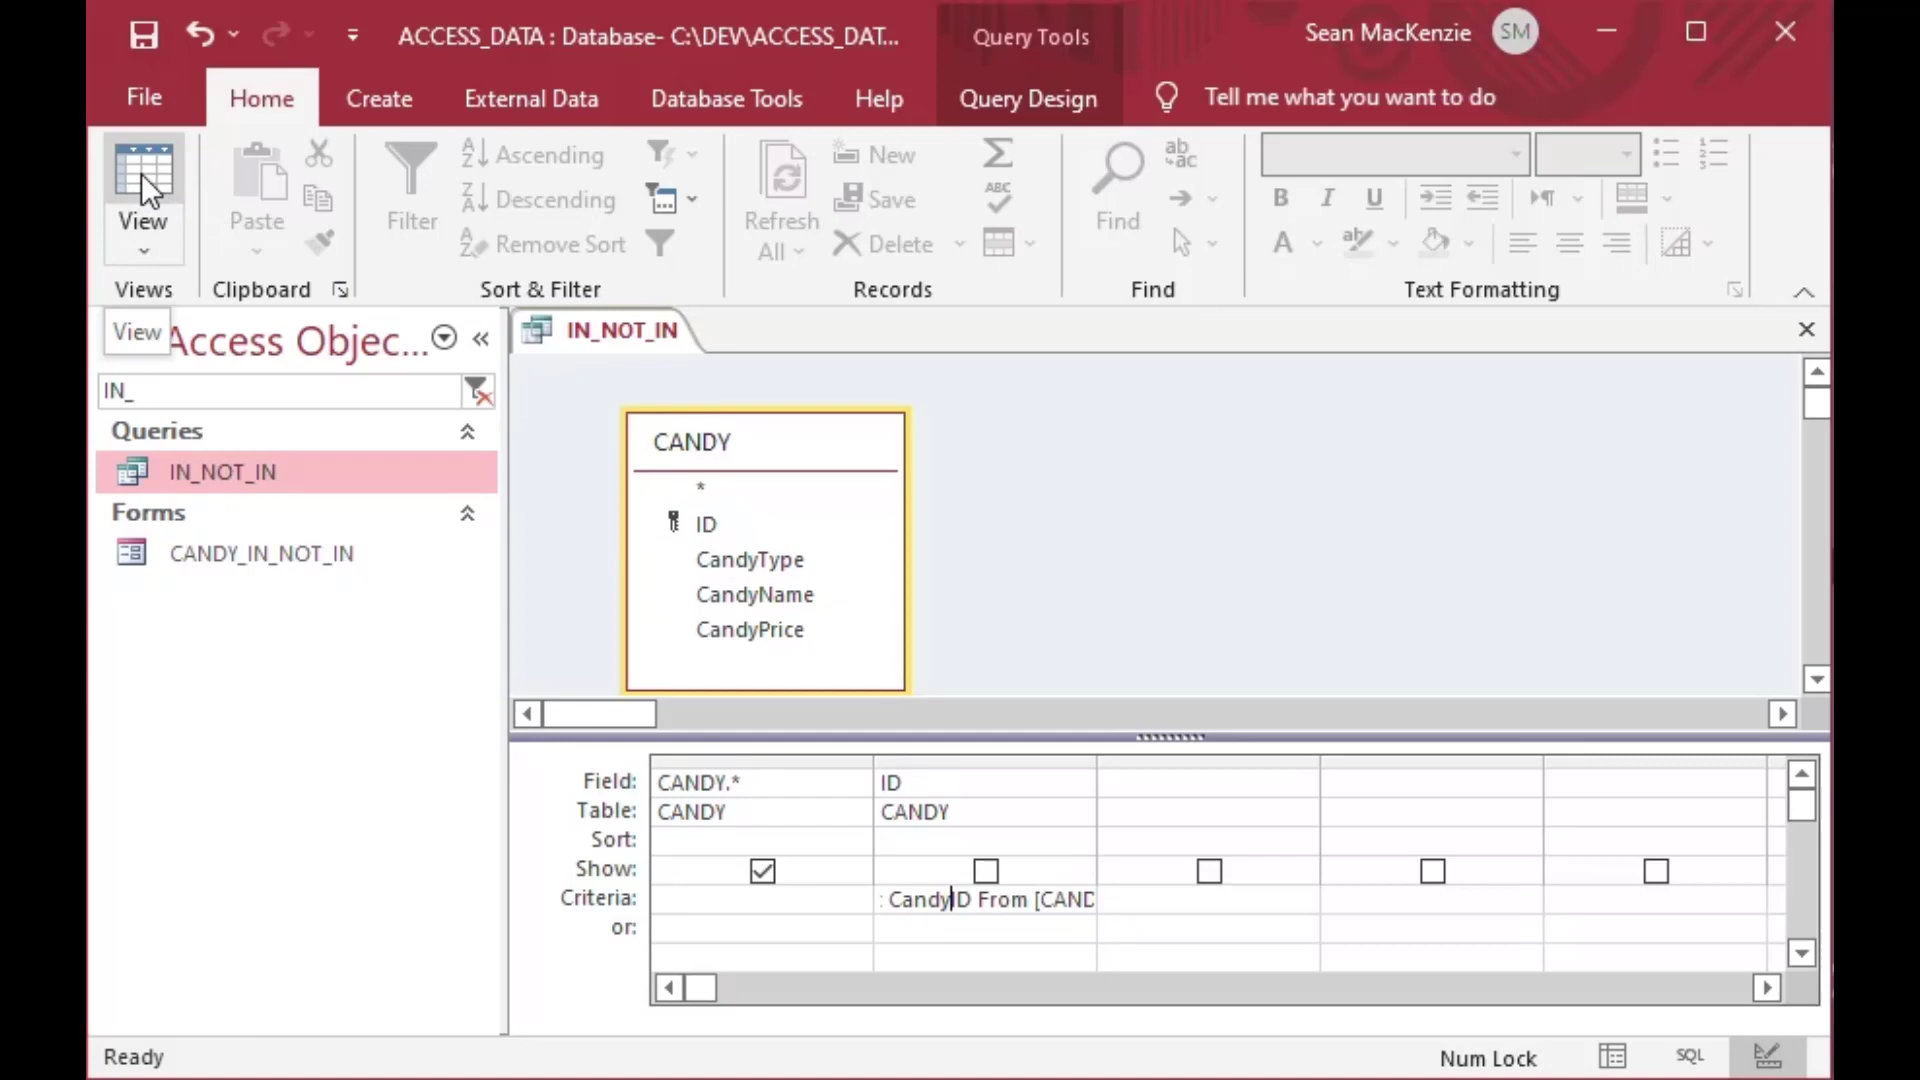 ACCESS_DATA : Database- C:\DEV\ACCESS_DAT...
Query Tools
Sean MacKenzie
SM
File
Home
Create
External Data
Database Tools
Help
Query Design
Tell me what you want to do
View
Paste
Filter
Ascending
Descending
Remove Sort
Refresh All
New
Save
Delete
Find
ab
ac
ABC
B I U
A
ab
Views
Clipboard
Sort & Filter
Records
Find
Text Formatting
View
Access Objec...
IN_
Queries
IN_NOT_IN
Forms
CANDY_IN_NOT_IN
IN_NOT_IN
CANDY
*
ID
CandyType
CandyName
CandyPrice
Field: CANDY.* ID
Table: CANDY CANDY
Sort:
Show:
Criteria: : CandyID From [CAND
or:
Ready
Num Lock
SQL